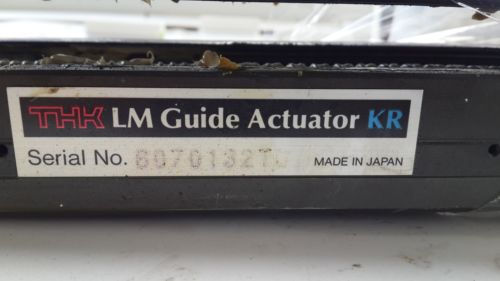 THK LM Guide Actuator KR
Serial No.
MADE IN JAPAN